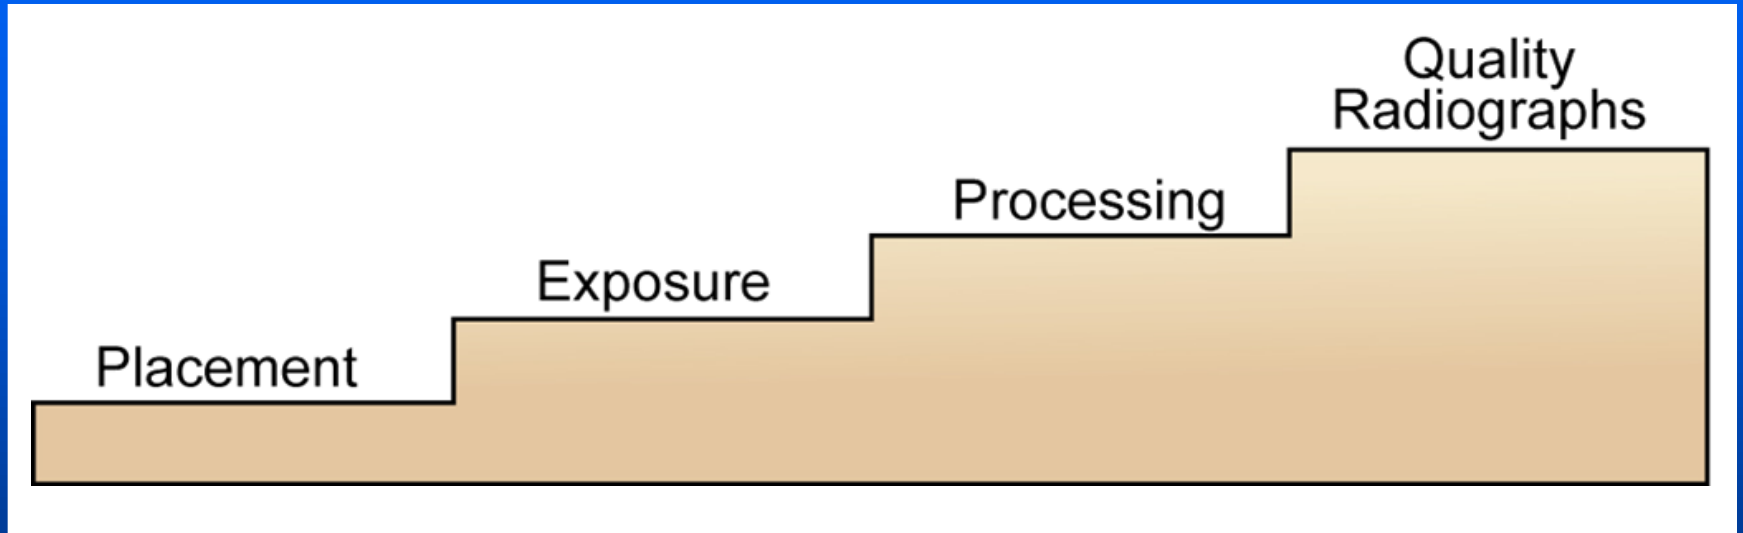 Placement
Exposure
Processing
Quality
Radiographs